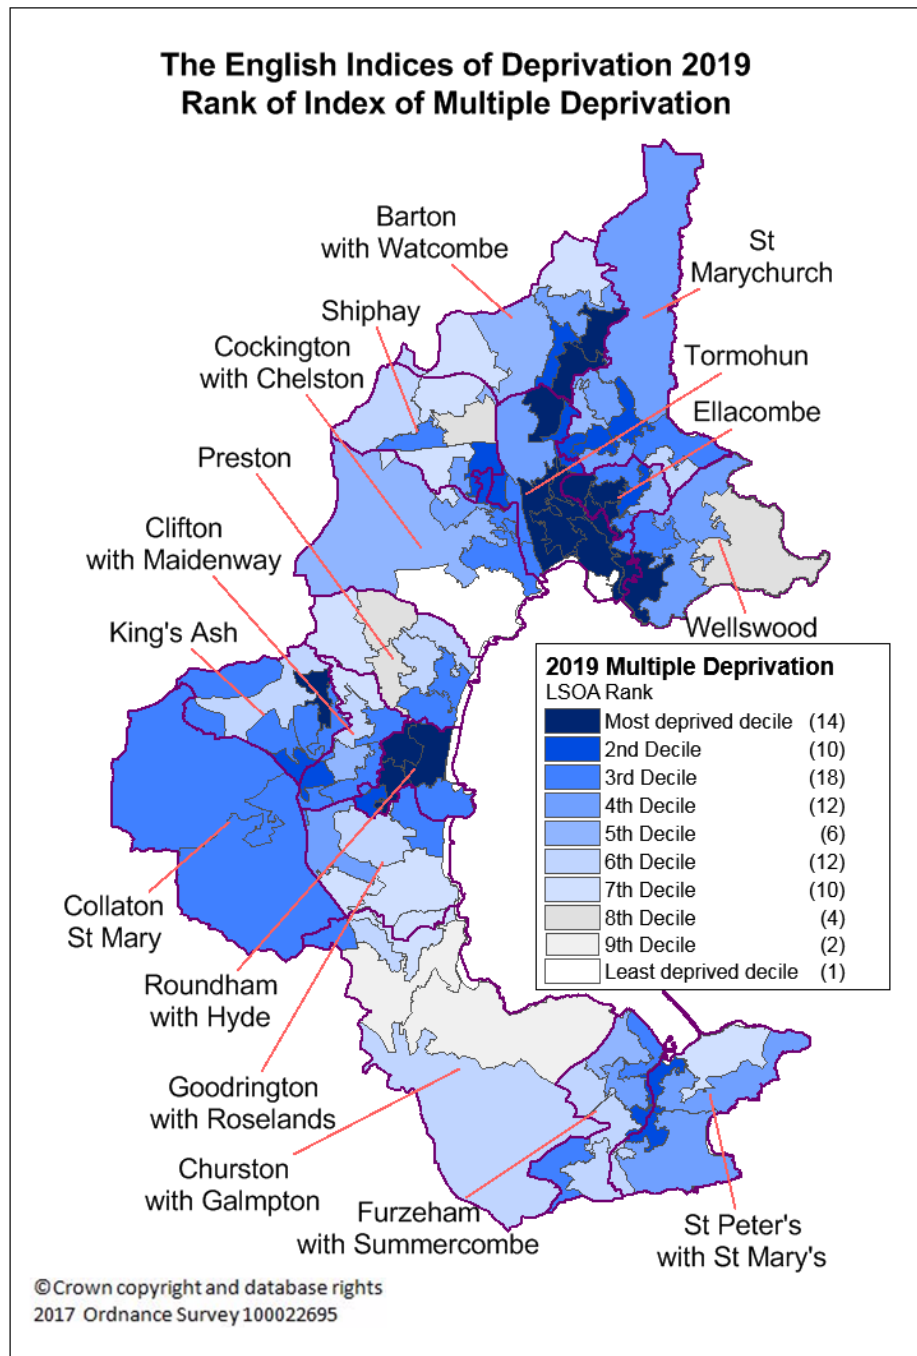 The English Indices of Deprivation 2019
Rank of Index of Multiple Deprivation
Barton
with Watcombe
St
Marychurch
Shiphay
Cockington
with Chelston
Tormohun
Ellacombe
Preston
Clifton
with Maidenway
King's Ash
Wellswood
2019 Multiple Deprivation
LSOA Rank
Most deprived decile (14)
2nd Decile (10)
3rd Decile (18)
4th Decile (12)
5th Decile (6)
6th Decile (12)
7th Decile (10)
8th Decile (4)
9th Decile (2)
Least deprived decile (1)
Collaton
St Mary
Roundham
with Hyde
Goodrington
with Roselands
Churston
with Galmpton
Furzeham
with Summercombe
St Peter's
with St Mary's
©Crown copyright and database rights
2017 Ordnance Survey 100022695